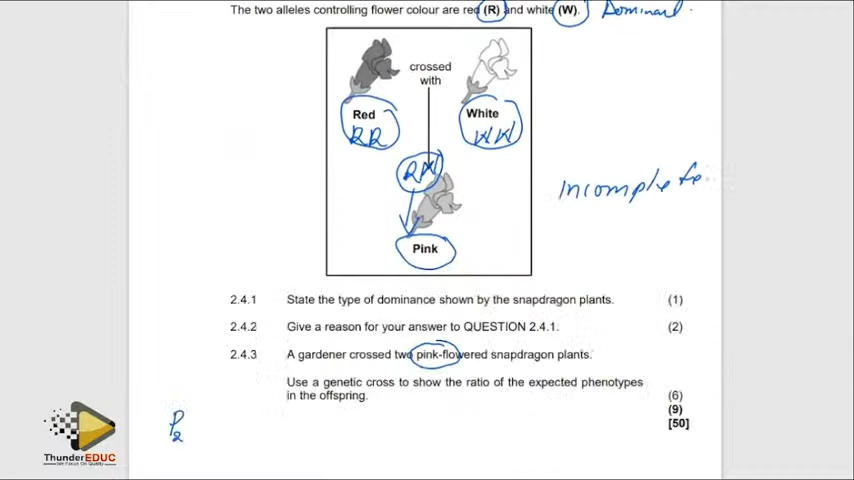 The two alleles controlling flower colour are red (R) and white (W). Dominant.
crossed
with
Red
White
RR
WW
RW
incomplete
Pink
2.4.1 State the type of dominance shown by the snapdragon plants. (1)
2.4.2 Give a reason for your answer to QUESTION 2.4.1. (2)
2.4.3 A gardener crossed two pink-flowered snapdragon plants.
Use a genetic cross to show the ratio of the expected phenotypes
in the offspring. (6)
(9)
[50]
P2
ThunderEDUC
We Focus On Quality